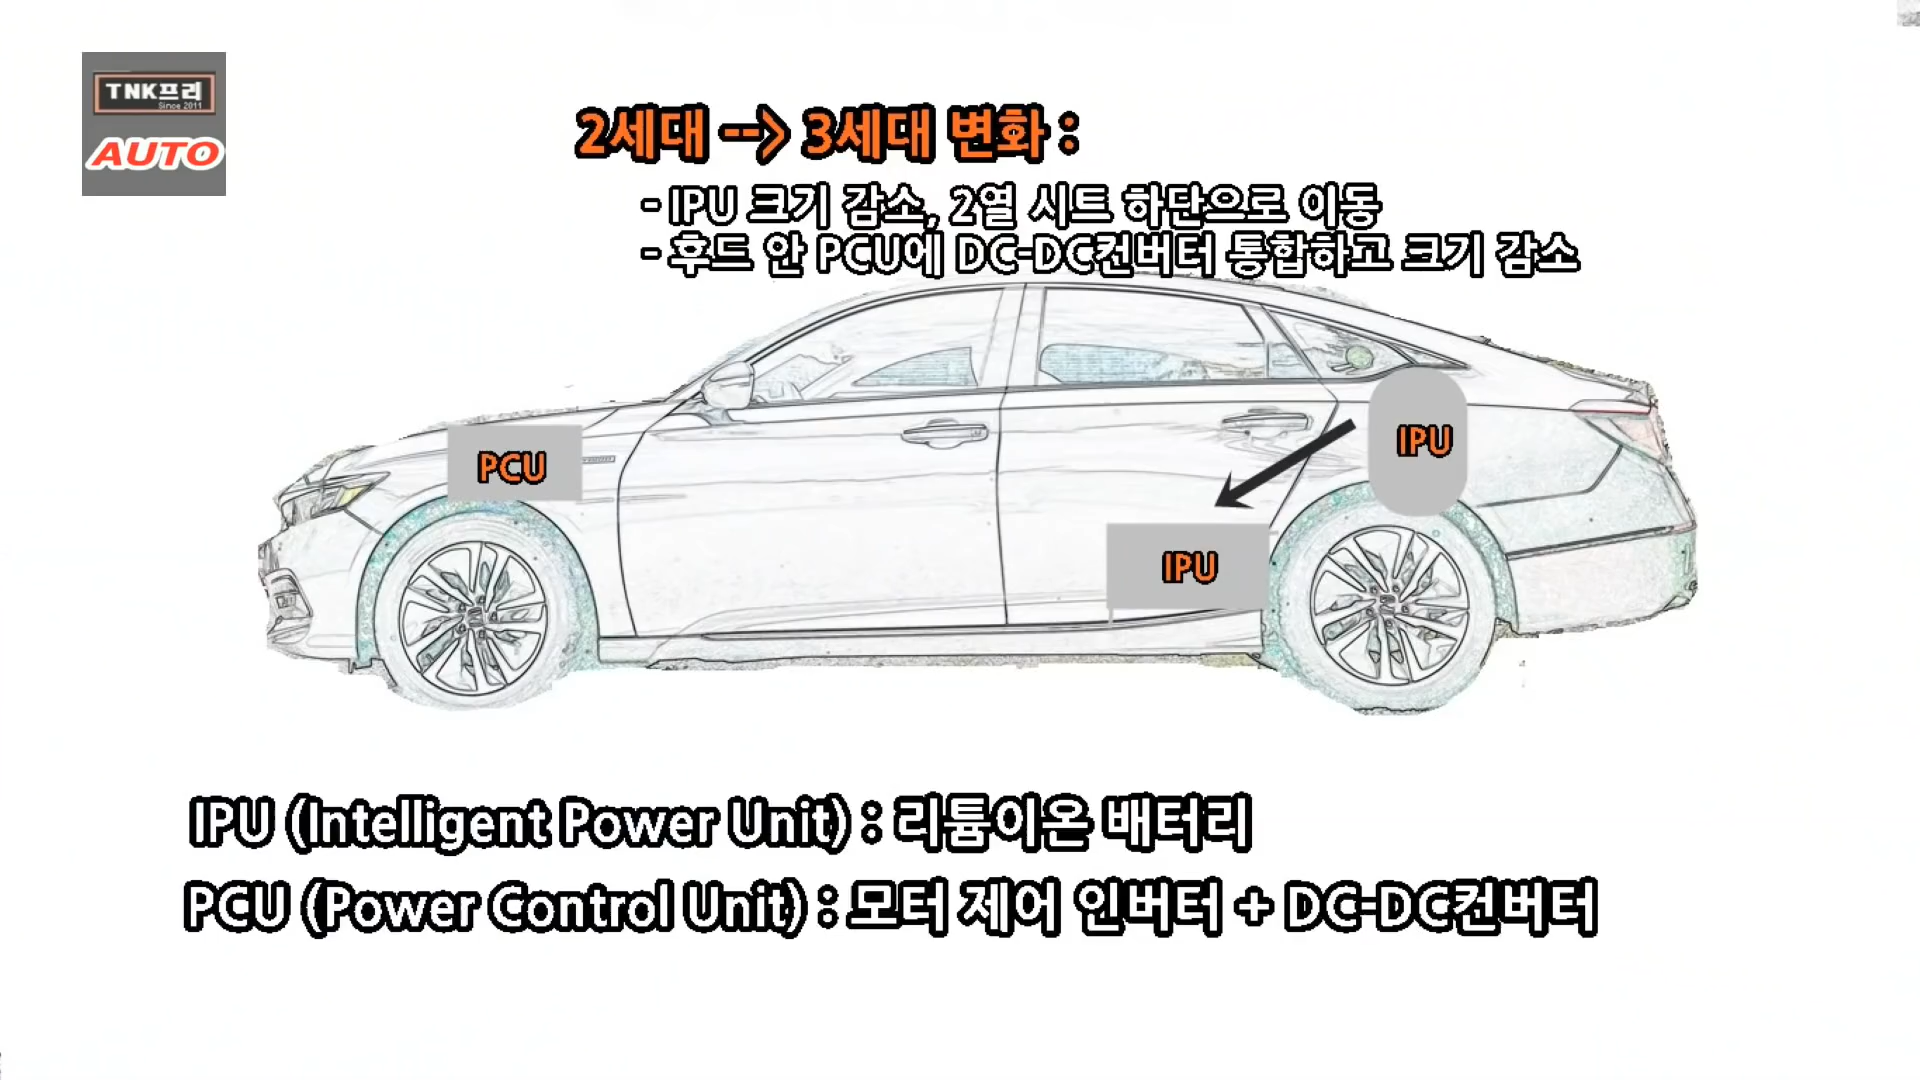 TNK프리
Since 2011
AUTO
2세대 --> 3세대 변화 :
- IPU 크기 감소, 2열 시트 하단으로 이동
- 후드 안 PCU에 DC-DC컨버터 통합하고 크기 감소
PCU
IPU
IPU
IPU (Intelligent Power Unit) : 리튬이온 배터리
PCU (Power Control Unit) : 모터 제어 인버터 + DC-DC컨버터